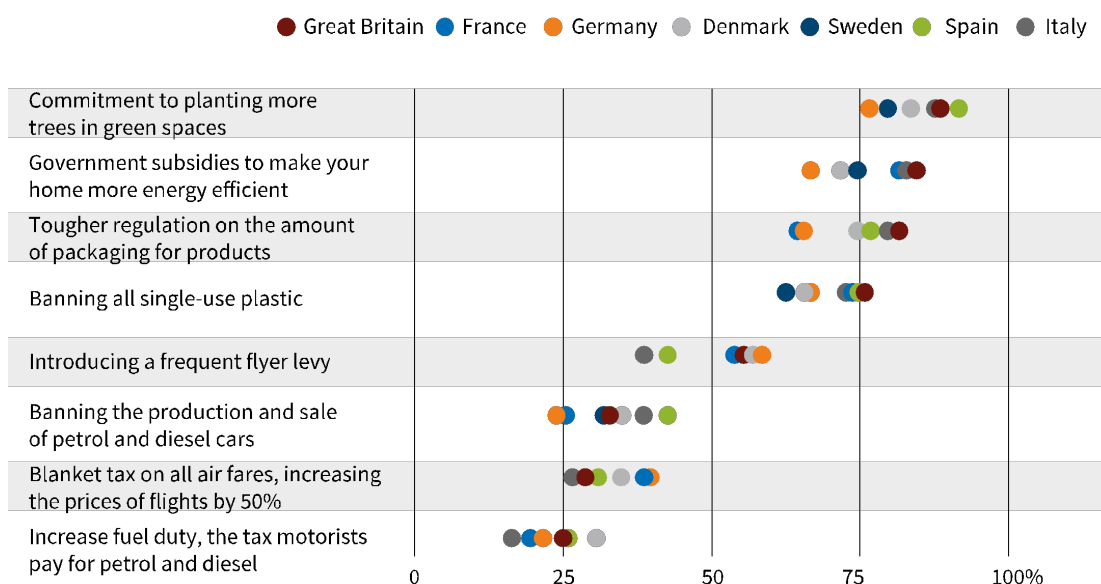 Great Britain France Germany Denmark Sweden Spain Italy
Commitment to planting more
trees in green spaces
Government subsidies to make your
home more energy efficient
Tougher regulation on the amount
of packaging for products
Banning all single-use plastic
Introducing a frequent flyer levy
Banning the production and sale
of petrol and diesel cars
Blanket tax on all air fares, increasing
the prices of flights by 50%
Increase fuel duty, the tax motorists
pay for petrol and diesel
0 25 50 75 100%